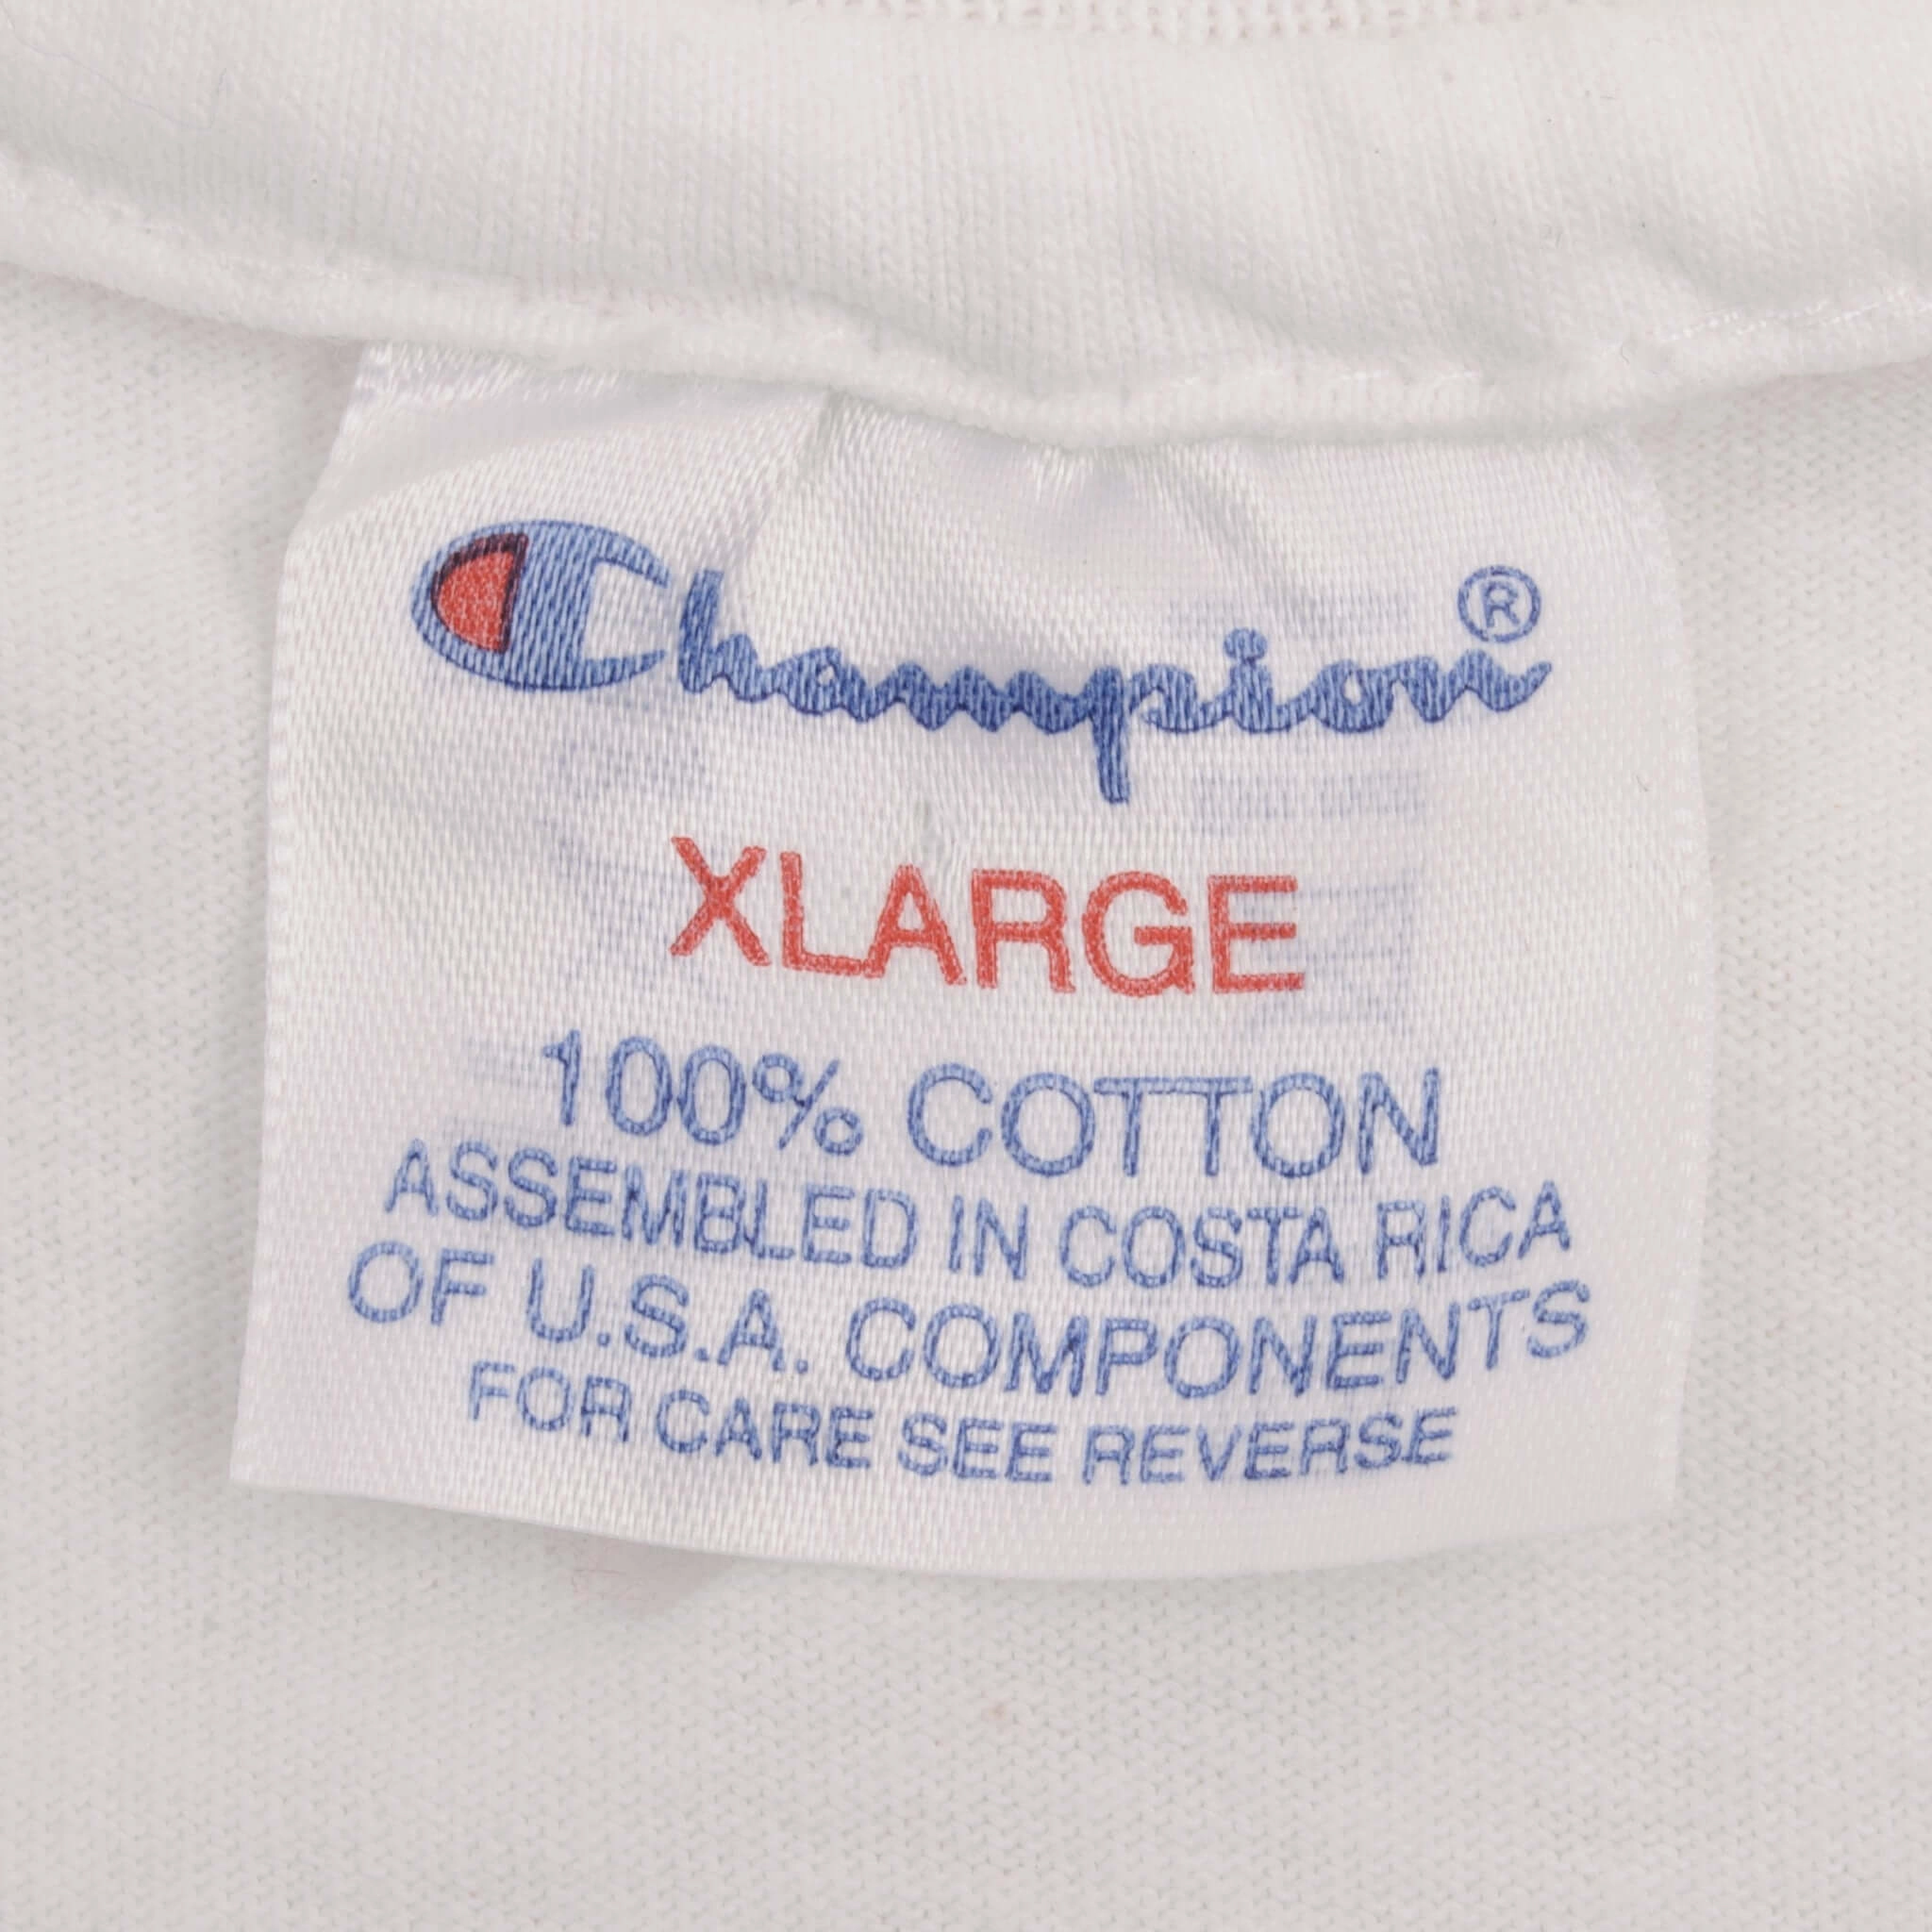 Champion®
XLARGE
100% COTTON
ASSEMBLED IN COSTA RICA
OF U.S.A. COMPONENTS
FOR CARE SEE REVERSE